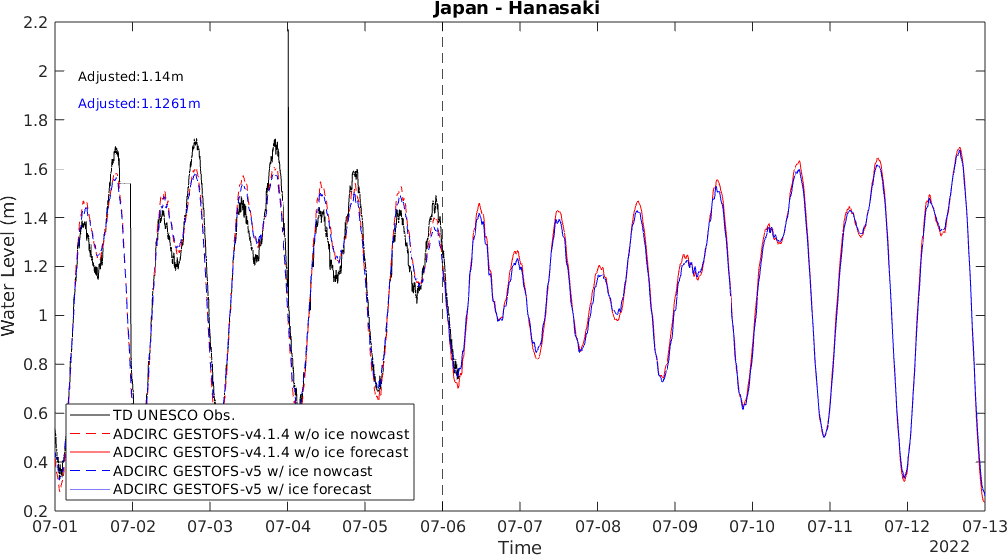 Japan - Hanasaki
Water Level (m)
2.2
2
1.8
1.6
1.4
1.2
1
0.8
0.6
0.4
0.2
Adjusted:1.14m
Adjusted:1.1261m
TD UNESCO Obs.
ADCIRC GESTOFS-v4.1.4 w/o ice nowcast
ADCIRC GESTOFS-v4.1.4 w/o ice forecast
ADCIRC GESTOFS-v5 w/ ice nowcast
ADCIRC GESTOFS-v5 w/ ice forecast
07-01 07-02 07-03 07-04 07-05 07-06 07-07 07-08 07-09 07-10 07-11 07-12 07-13
Time
2022